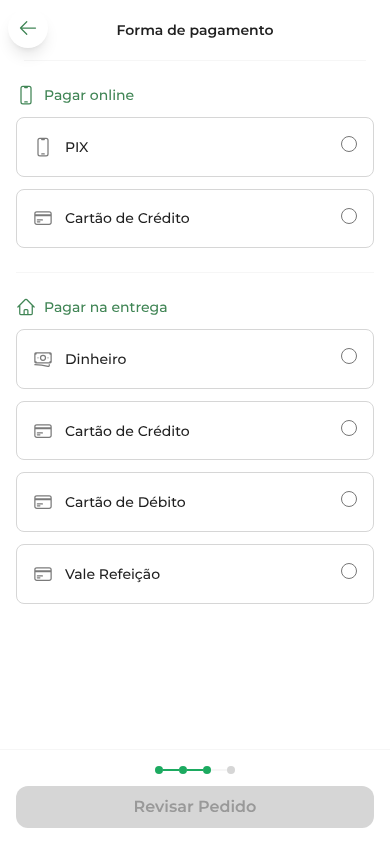 Forma de pagamento
Pagar online
PIX
Cartão de Crédito
Pagar na entrega
Dinheiro
Cartão de Crédito
Cartão de Débito
Vale Refeição
Revisar Pedido